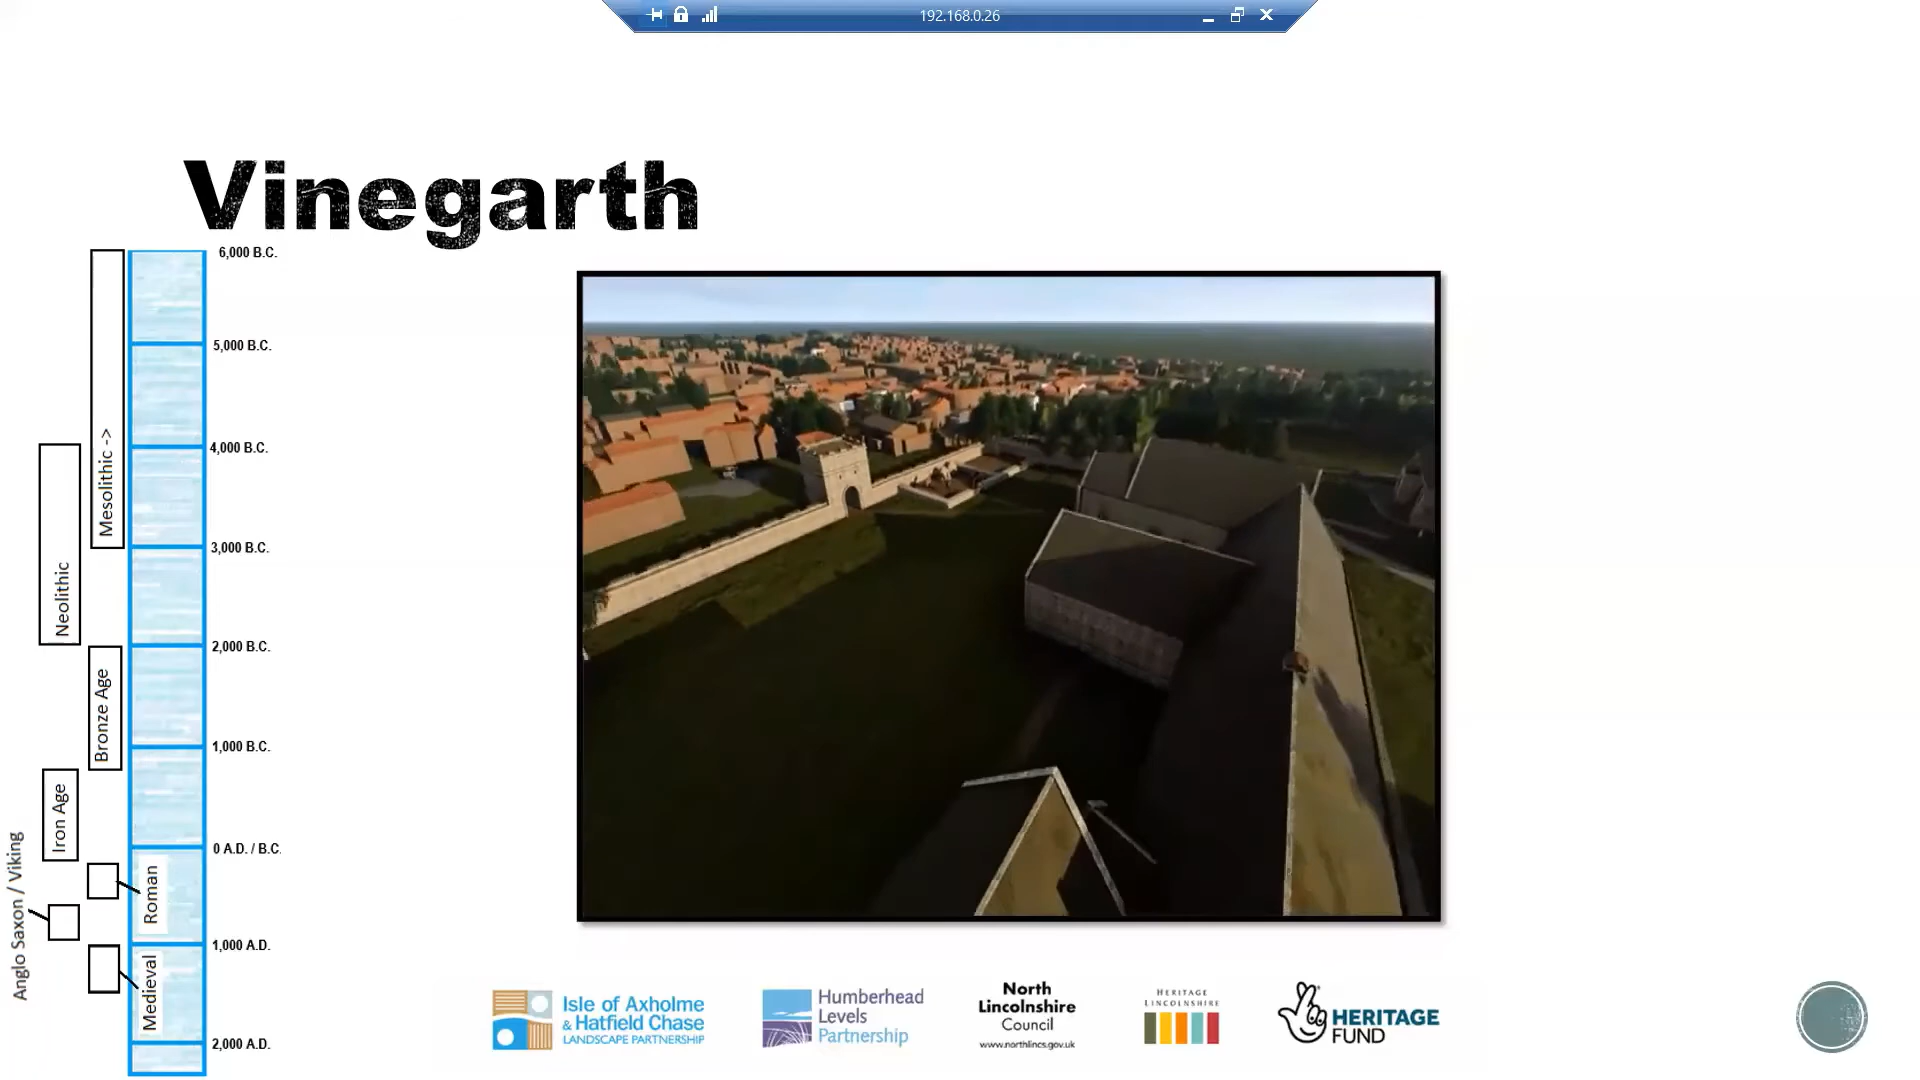 192.168.0.26
Vinegarth
6,000 B.C.
5,000 B.C.
4,000 B.C.
3,000 B.C.
2,000 B.C.
1,000 B.C.
0 A.D. / B.C.
1,000 A.D.
2,000 A.D.
Mesolithic ->
Neolithic
Bronze Age
Iron Age
Roman
Anglo Saxon / Viking
Medieval
Isle of Axholme
& Hatfield Chase
LANDSCAPE PARTNERSHIP
Humberhead
Levels
Partnership
North
Lincolnshire
Council
www.northlincs.gov.uk
HERITAGE
LINCOLNSHIRE
HERITAGE
FUND